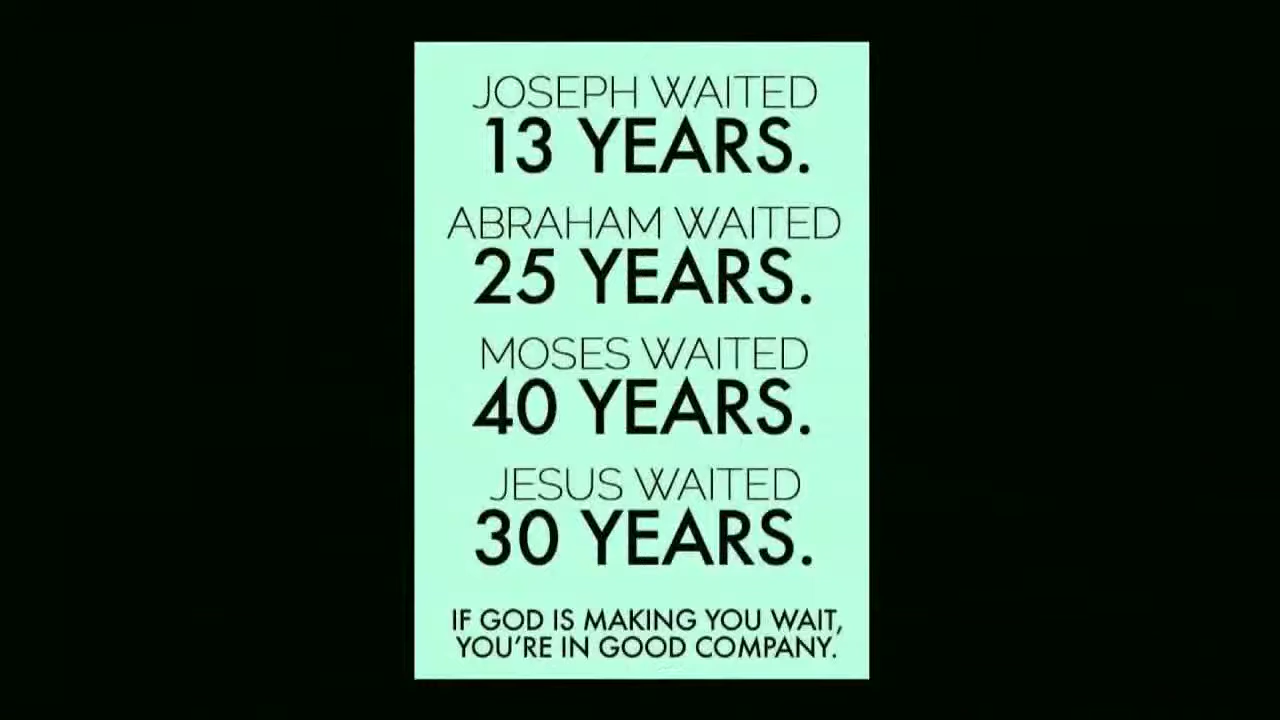 JOSEPH WAITED
13 YEARS.
ABRAHAM WAITED
25 YEARS.
MOSES WAITED
40 YEARS.
JESUS WAITED
30 YEARS.
IF GOD IS MAKING YOU WAIT,
YOU'RE IN GOOD COMPANY.